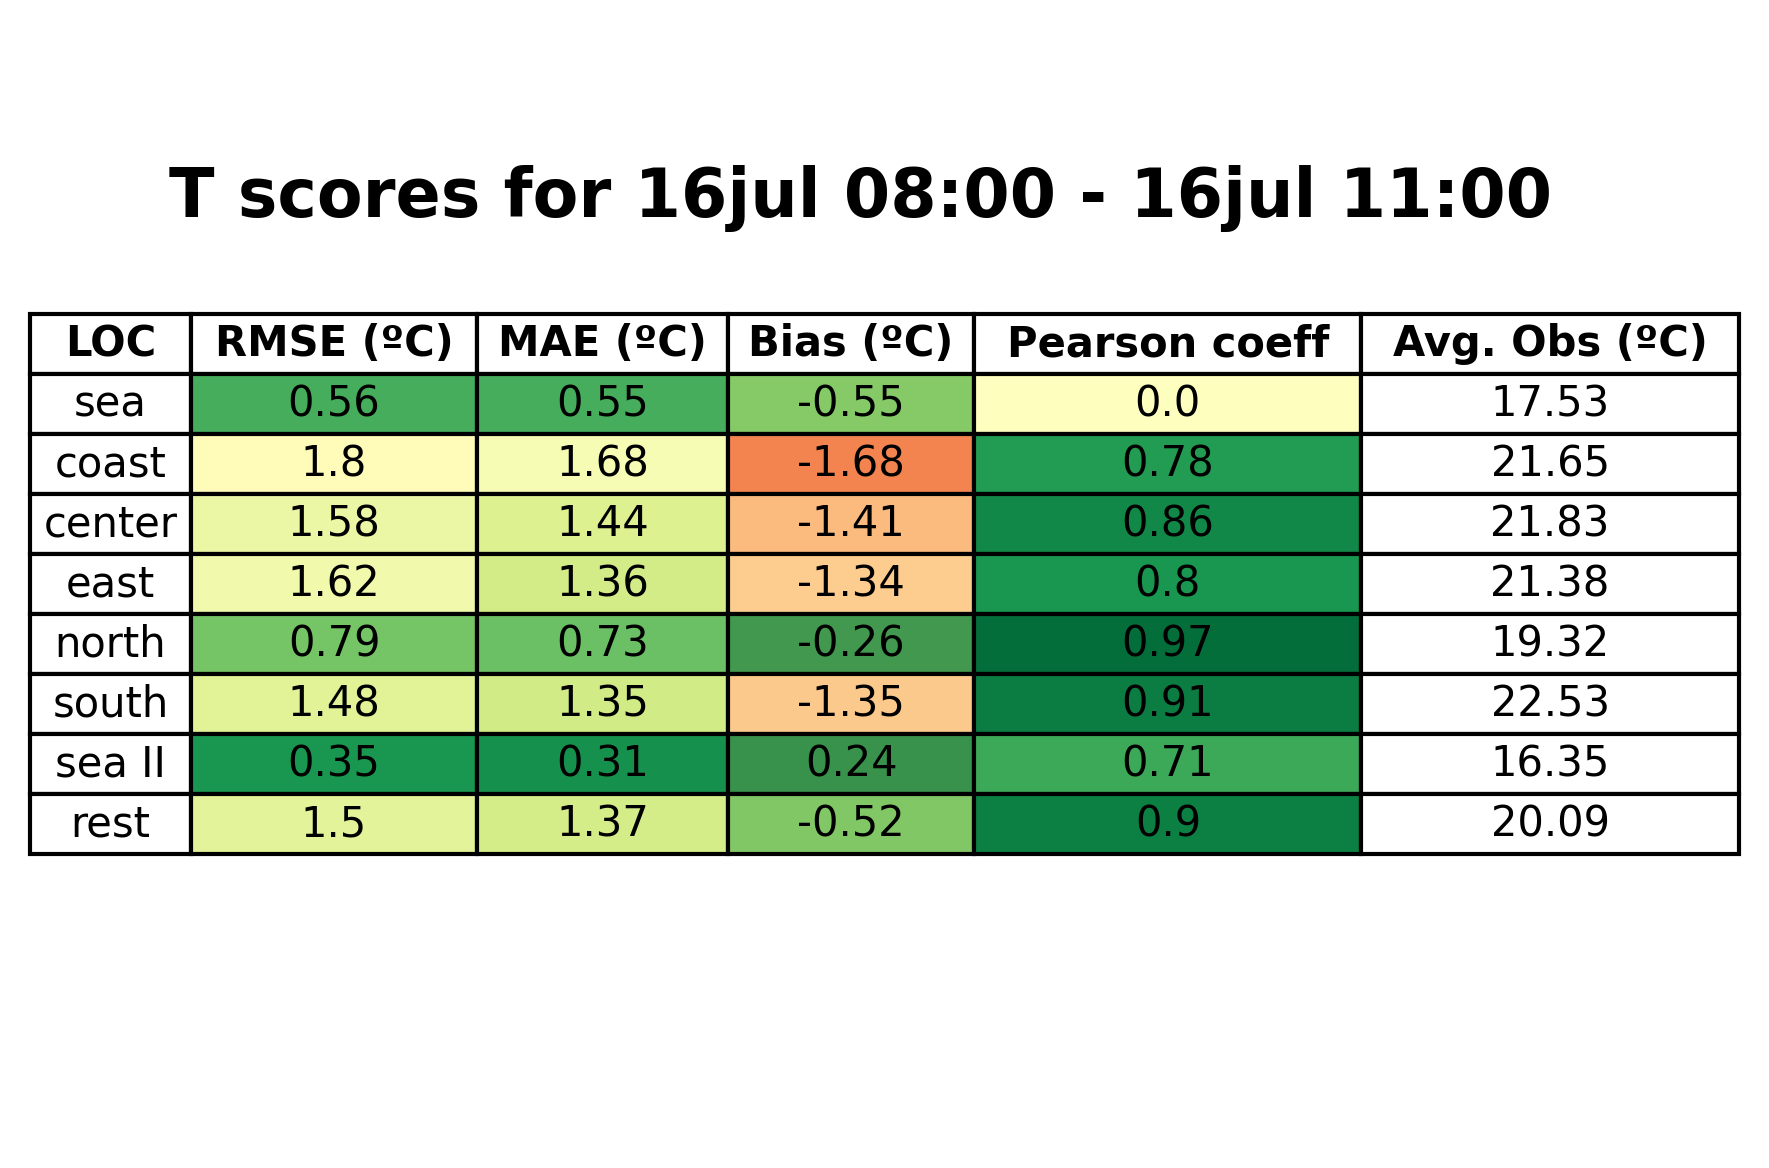 T scores for 16jul 08:00 - 16jul 11:00
LOC RMSE (ºC) MAE (ºC) Bias (ºC) Pearson coeff Avg. Obs (ºC)
sea 0.56 0.55 -0.55 0.0 17.53
coast 1.8 1.68 -1.68 0.78 21.65
center 1.58 1.44 -1.41 0.86 21.83
east 1.62 1.36 -1.34 0.8 21.38
north 0.79 0.73 -0.26 0.97 19.32
south 1.48 1.35 -1.35 0.91 22.53
sea II 0.35 0.31 0.24 0.71 16.35
rest 1.5 1.37 -0.52 0.9 20.09